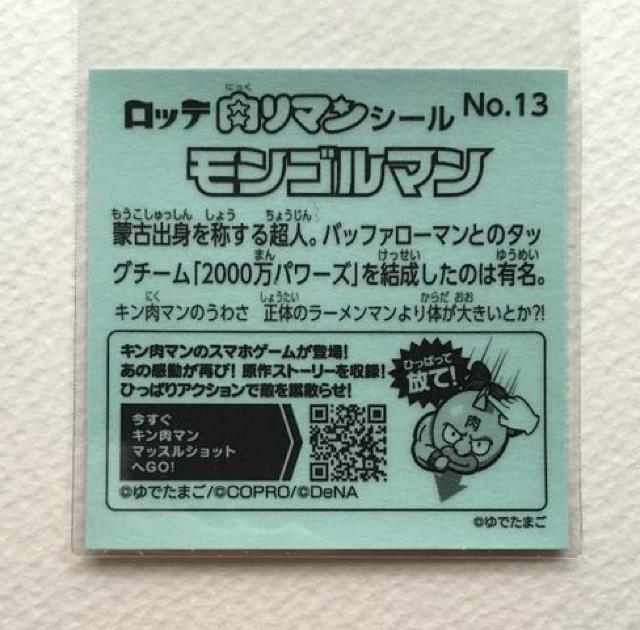 ロッテ 肉リマンシール No.13
モンゴルマン
蒙古出身を称する超人。バッファローマンとのタッ
グチーム「2000万パワーズ」を結成したのは有名。
キン肉マンのうわさ 正体のラーメンマンより体が大きいとか?!
キン肉マンのスマホゲームが登場!
あの感動が再び! 原作ストーリーを収録!
ひっぱりアクションで敵を蹴散らせ!
ひっぱって
放て!
肉
今すぐ
キン肉マン
マッスルショット
へGO!
©ゆでたまご/©COPRO/©DeNA
©ゆでたまご